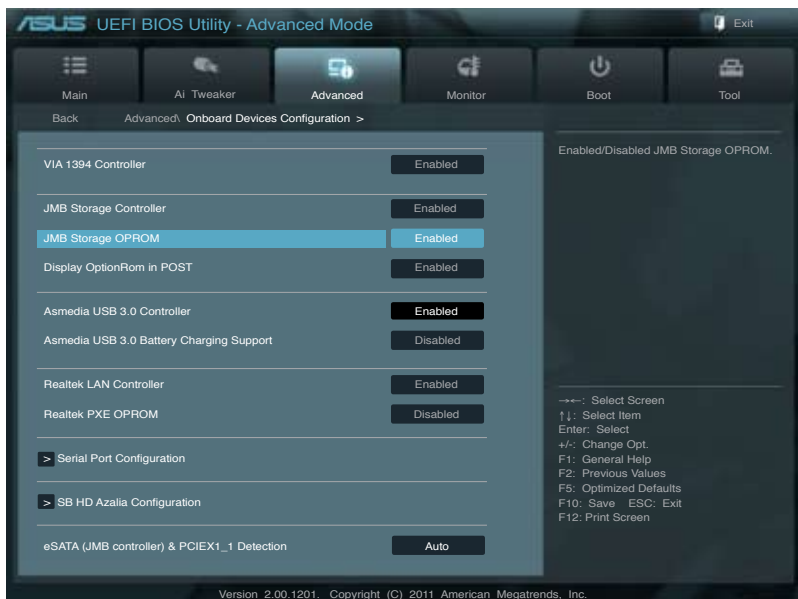 ASUS UEFI BIOS Utility - Advanced Mode
Exit
Main
Ai Tweaker
Advanced
Monitor
Boot
Tool
Back Advanced\ Onboard Devices Configuration >
VIA 1394 Controller Enabled
JMB Storage Controller Enabled
JMB Storage OPROM Enabled
Display OptionRom in POST Enabled
Asmedia USB 3.0 Controller Enabled
Asmedia USB 3.0 Battery Charging Support Disabled
Realtek LAN Controller Enabled
Realtek PXE OPROM Disabled
> Serial Port Configuration
> SB HD Azalia Configuration
eSATA (JMB controller) & PCIEX1_1 Detection Auto
Enabled/Disabled JMB Storage OPROM.
→←: Select Screen
↑↓: Select Item
Enter: Select
+/-: Change Opt.
F1: General Help
F2: Previous Values
F5: Optimized Defaults
F10: Save ESC: Exit
F12: Print Screen
Version 2.00.1201. Copyright (C) 2011 American Megatrends, Inc.